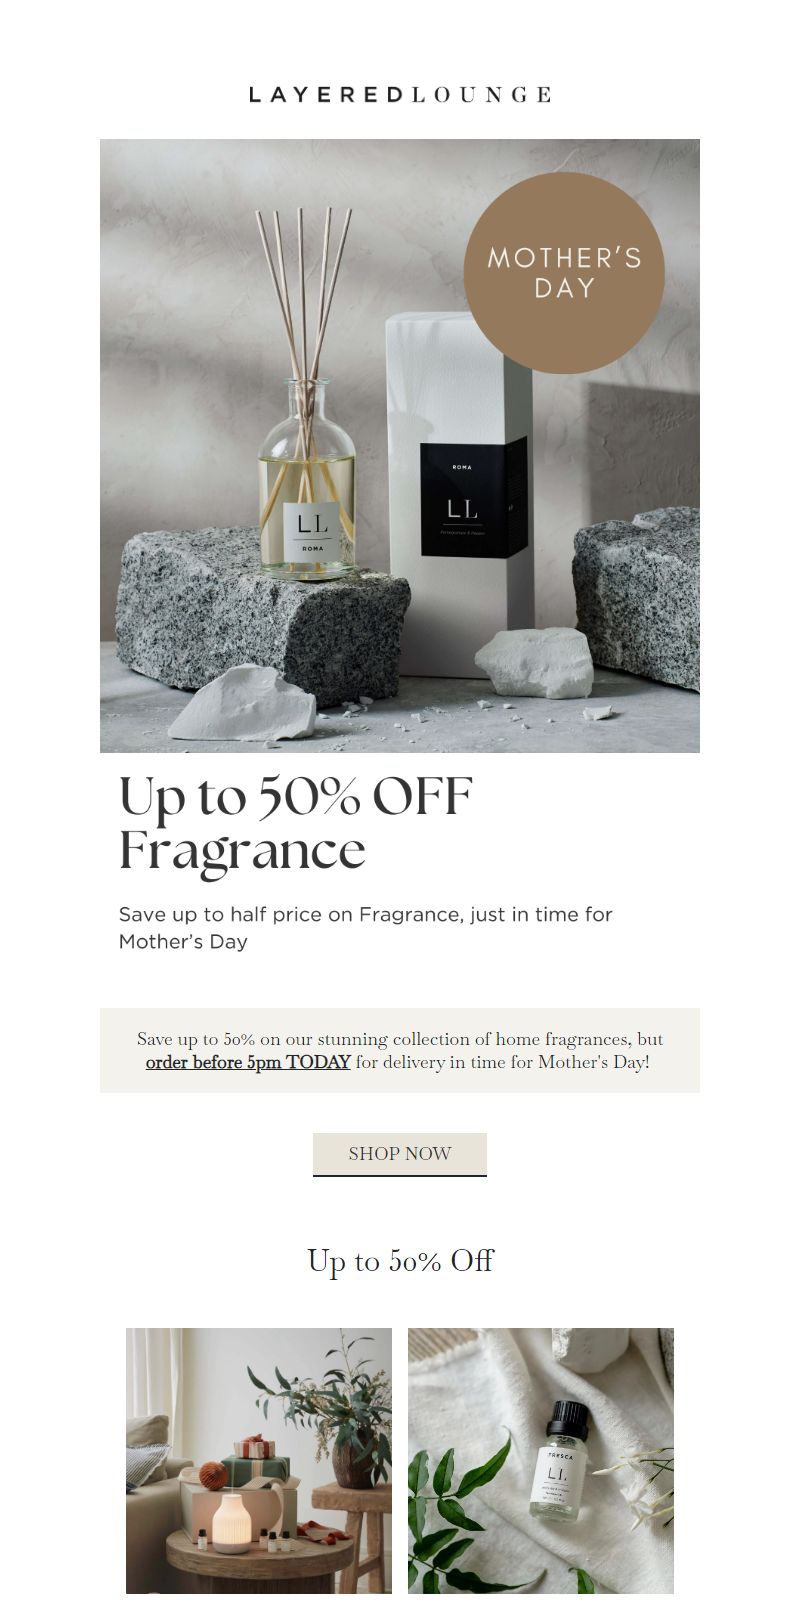 LAYEREDLOUNGE
MOTHER'S
DAY
ROMA
LL
LL
ROMA
Pomegranate & Pepper
Up to 50% OFF
Fragrance
Save up to half price on Fragrance, just in time for
Mother's Day
Save up to 50% on our stunning collection of home fragrances, but
order before 5pm TODAY for delivery in time for Mother's Day!
SHOP NOW
Up to 50% Off
FRESCA
LL